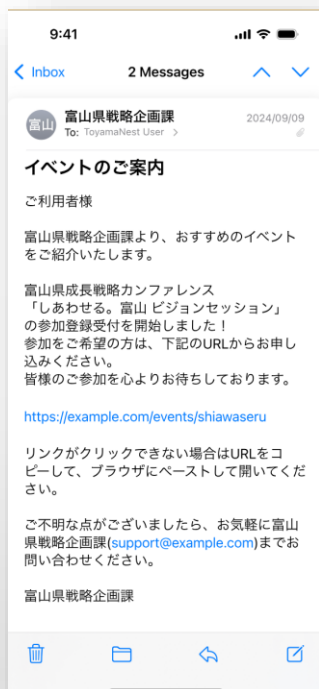 9:41
Inbox
2 Messages
富山
富山県戦略企画課
2024/09/09
To: ToyamaNest User
イベントのご案内
ご利用者様
富山県戦略企画課より、おすすめのイベント
をご紹介いたします。
富山県成長戦略カンファレンス
「しあわせる。富山 ビジョンセッション」
の参加登録受付を開始しました！
参加をご希望の方は、下記のURLからお申し
込みください。
皆様のご参加を心よりお待ちしております。
https://example.com/events/shiawaseru
リンクがクリックできない場合はURLをコ
ピーして、ブラウザにペーストして開いてくだ
さい。
ご不明な点がございましたら、お気軽に富山
県戦略企画課(support@example.com)までお
問い合わせください。
富山県戦略企画課